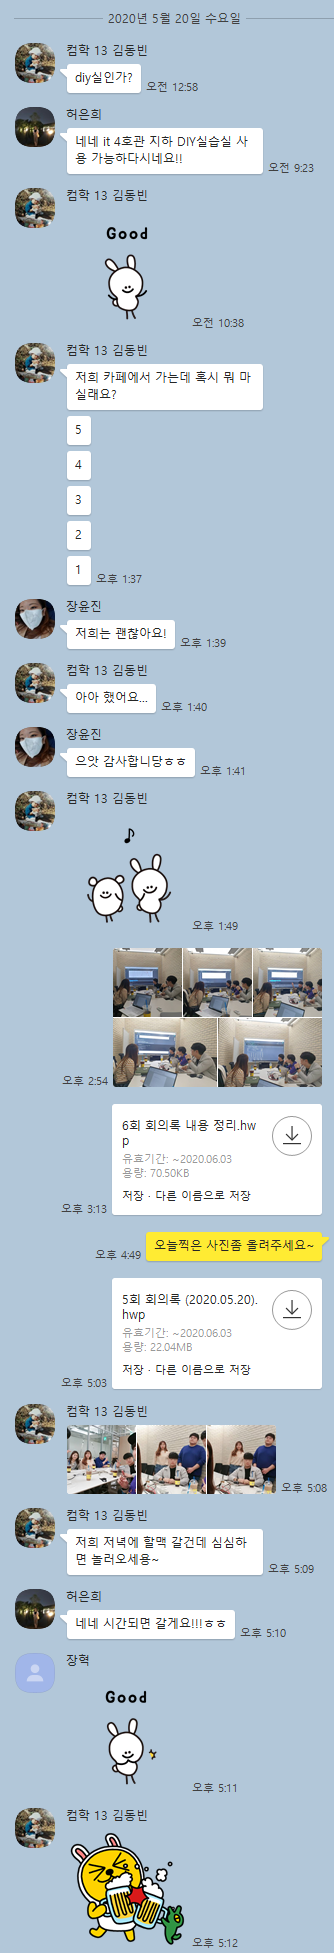 2020년 5월 20일 수요일
컴학 13 김동빈
diy실인가?
오전 12:58
허은희
네네 it 4호관 지하 DIY실습실 사
용 가능하다시네요!!
오전 9:23
컴학 13 김동빈
Good
오전 10:38
컴학 13 김동빈
저희 카페에서 가는데 혹시 뭐 마
실래요?
5
4
3
2
1
오후 1:37
장윤진
저희는 괜찮아요!
오후 1:39
컴학 13 김동빈
아아 했어요...
오후 1:40
장윤진
으앗 감사합니당ㅎㅎ
오후 1:41
컴학 13 김동빈
오후 1:49
오후 2:54
6회 회의록 내용 정리.hw
p
유효기간: ~2020.06.03
용량: 70.50KB
저장 · 다른 이름으로 저장
오후 3:13
오후 4:49
오늘찍은 사진좀 올려주세요~
5회 회의록 (2020.05.20).
hwp
유효기간: ~2020.06.03
용량: 22.04MB
저장 · 다른 이름으로 저장
오후 5:03
컴학 13 김동빈
오후 5:08
컴학 13 김동빈
저희 저녁에 할맥 갈건데 심심하
면 놀러오세용~
오후 5:09
허은희
네네 시간되면 갈게요!!!ㅎㅎ
오후 5:10
장혁
Good
오후 5:11
컴학 13 김동빈
오후 5:12